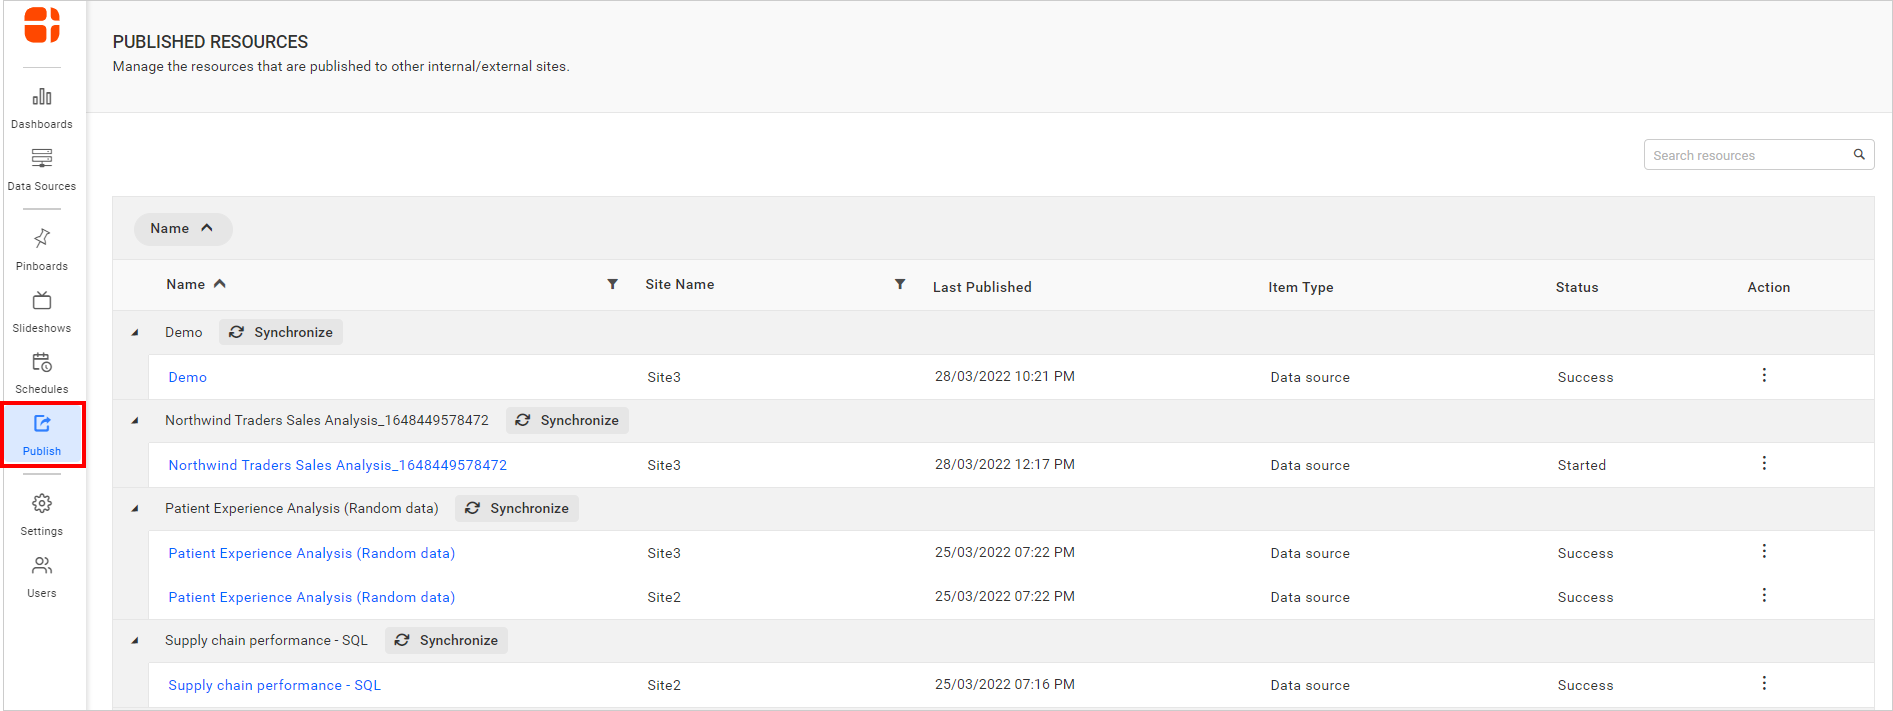 PUBLISHED RESOURCES
Manage the resources that are published to other internal/external sites.
Dashboards
Data Sources
Pinboards
Slideshows
Schedules
Publish
Settings
Users
Search resources
Name
Name Site Name Last Published Item Type Status Action
Demo Synchronize
Demo Site3 28/03/2022 10:21 PM Data source Success
Northwind Traders Sales Analysis_1648449578472 Synchronize
Northwind Traders Sales Analysis_1648449578472 Site3 28/03/2022 12:17 PM Data source Started
Patient Experience Analysis (Random data) Synchronize
Patient Experience Analysis (Random data) Site3 25/03/2022 07:22 PM Data source Success
Patient Experience Analysis (Random data) Site2 25/03/2022 07:22 PM Data source Success
Supply chain performance - SQL Synchronize
Supply chain performance - SQL Site2 25/03/2022 07:16 PM Data source Success